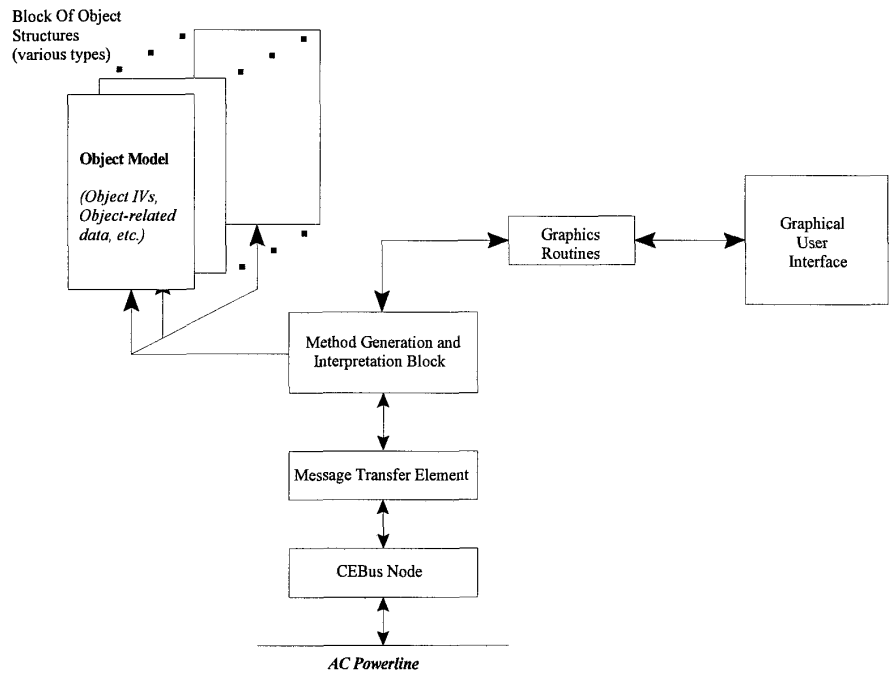 Block Of Object
Structures
(various types)
Object Model
(Object IVs,
Object-related
data, etc.)
Graphics
Routines
Graphical
User
Interface
Method Generation and
Interpretation Block
Message Transfer Element
CEBus Node
AC Powerline